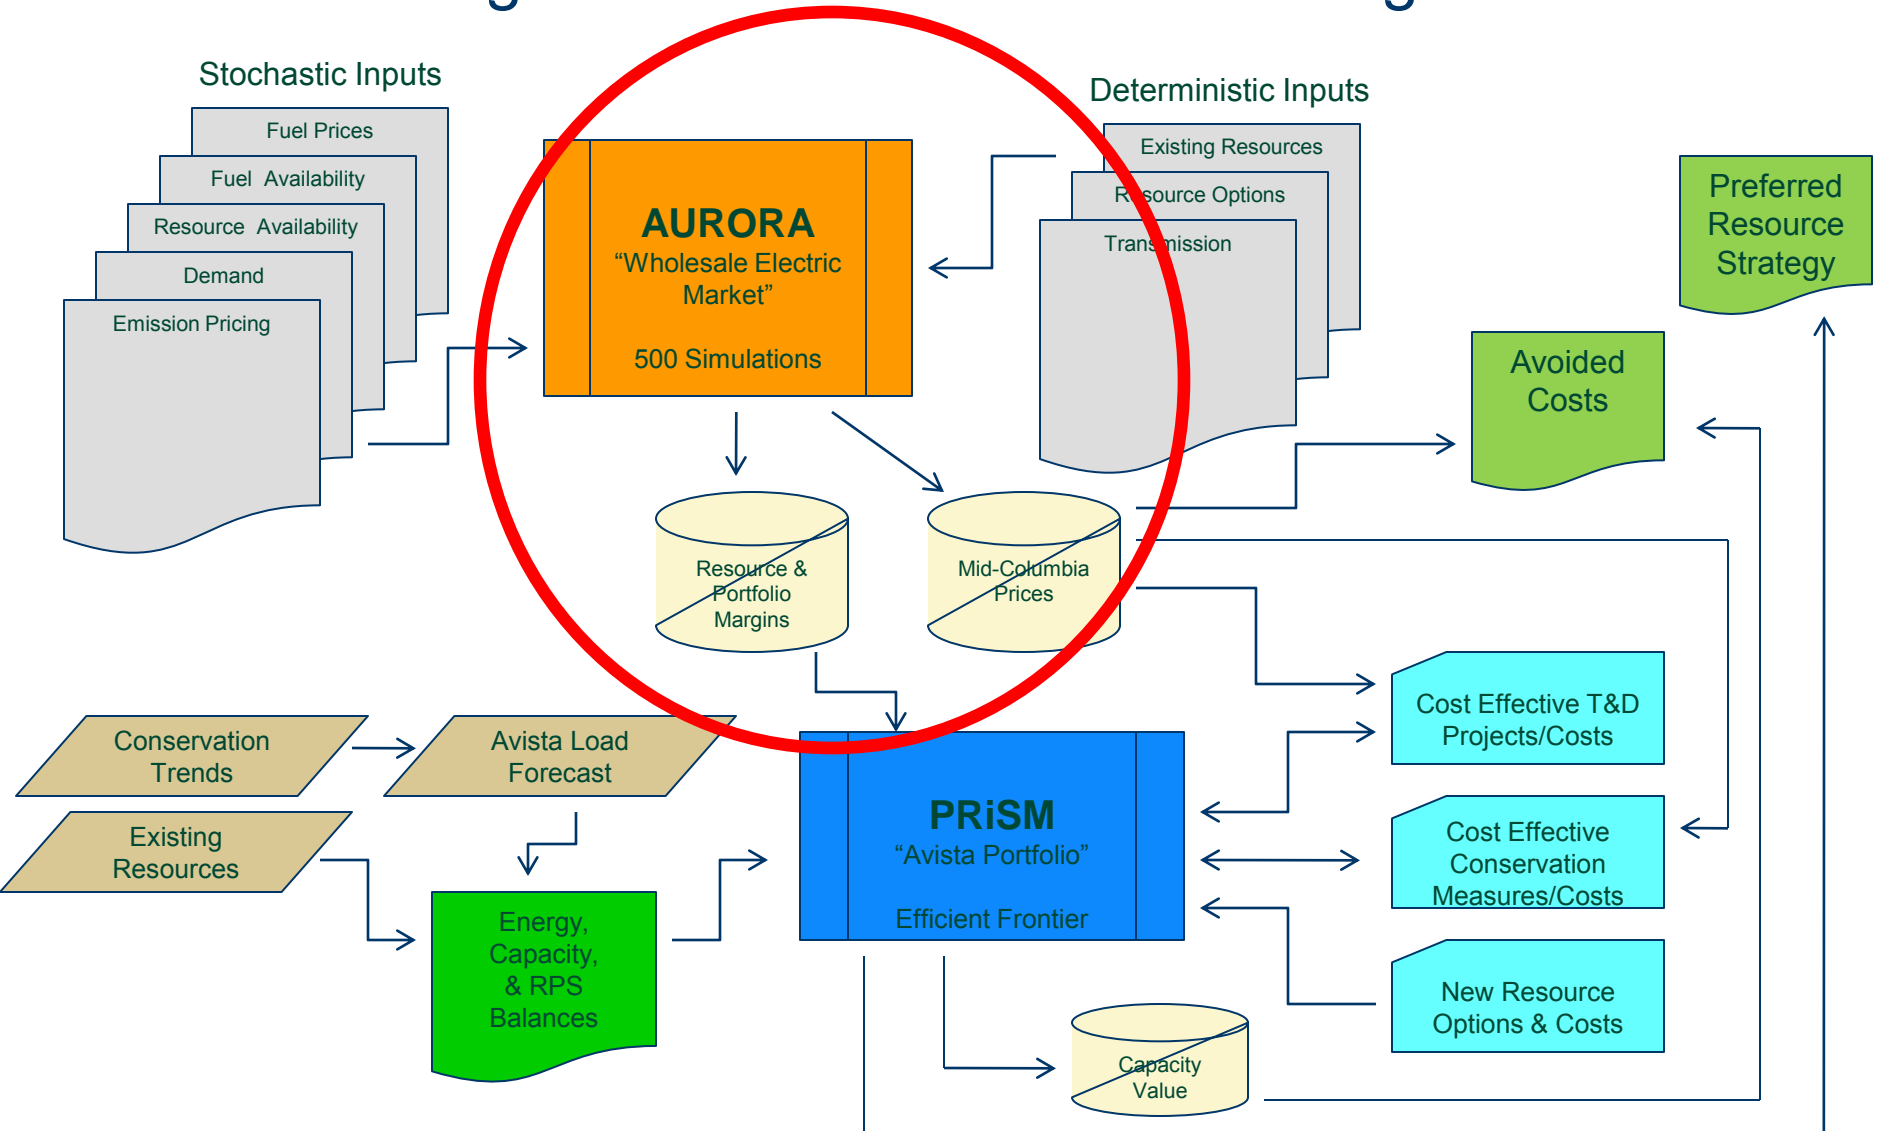 Stochastic Inputs
Fuel Prices
Fuel Availability
Resource Availability
Demand
Emission Pricing
AURORA
“Wholesale Electric
Market”
500 Simulations
Deterministic Inputs
Existing Resources
Resource Options
Transmission
Preferred
Resource
Strategy
Avoided
Costs
Resource &
Portfolio
Margins
Mid-Columbia
Prices
Conservation
Trends
Avista Load
Forecast
Existing
Resources
Energy,
Capacity,
& RPS
Balances
PRiSM
“Avista Portfolio”
Efficient Frontier
Cost Effective T&D
Projects/Costs
Cost Effective
Conservation
Measures/Costs
New Resource
Options & Costs
Capacity
Value